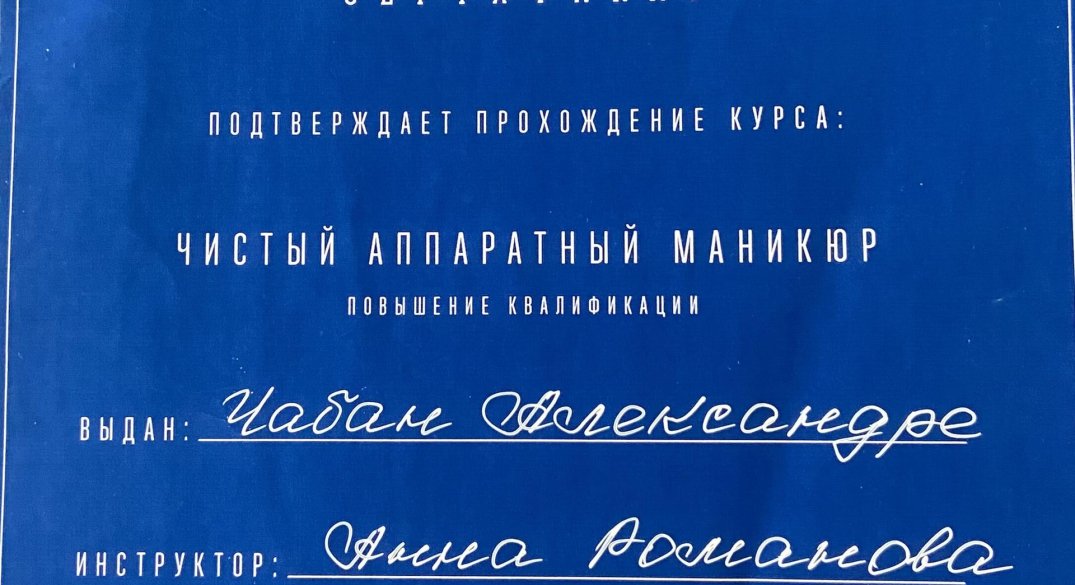 ПОДТВЕРЖДАЕТ ПРОХОЖДЕНИЕ КУРСА:
ЧИСТЫЙ АППАРАТНЫЙ МАНИКЮР
ПОВЫШЕНИЕ КВАЛИФИКАЦИИ
ВЫДАН: Чабан Александре
ИНСТРУКТОР: Анна Романова